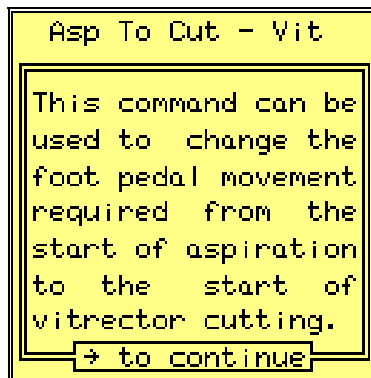 Asp To Cut - Vit
This command can be
used to change the
foot pedal movement
required from the
start of aspiration
to the start of
vitrector cutting.
→ to continue